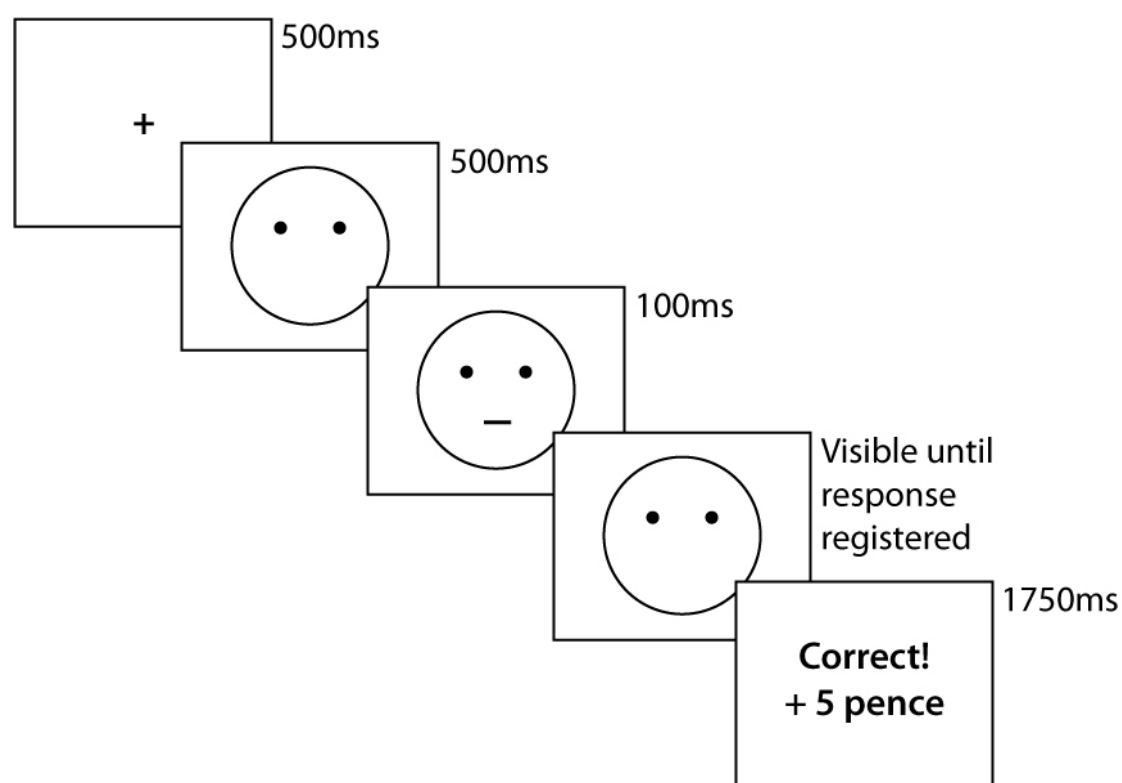 500ms
+
500ms
100ms
Visible until
response
registered
1750ms
Correct!
+ 5 pence